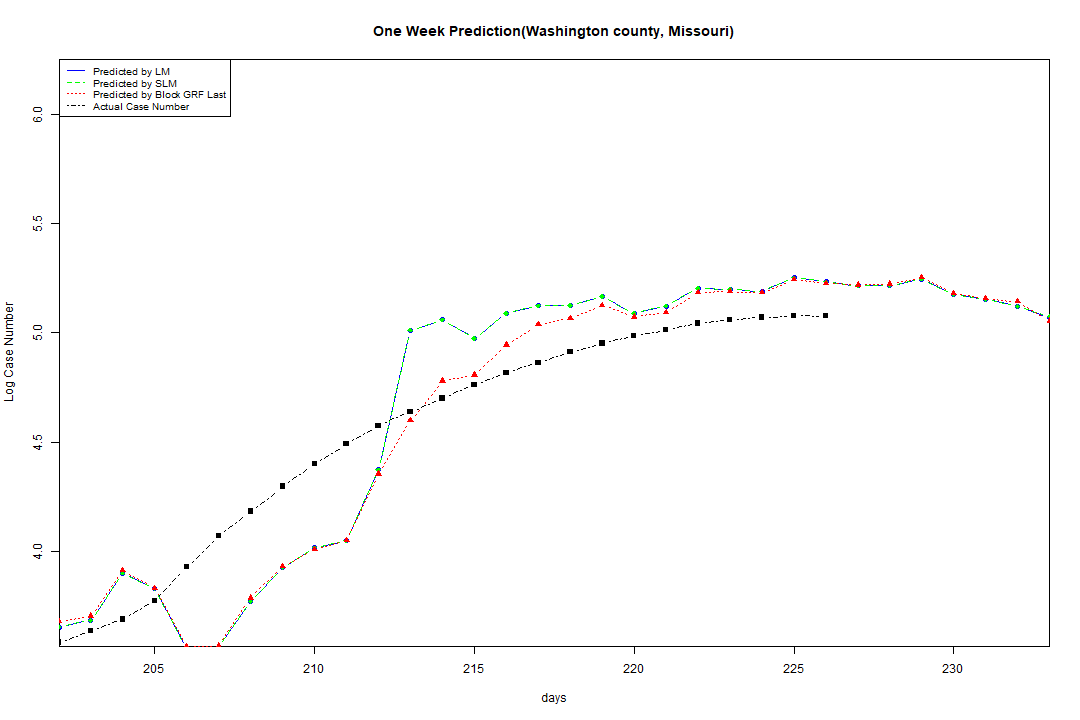 One Week Prediction(Washington county, Missouri)
Predicted by LM
Predicted by SLM
Predicted by Block GRF Last
Actual Case Number
6.0
5.5
5.0
4.5
4.0
Log Case Number
205 210 215 220 225 230
days